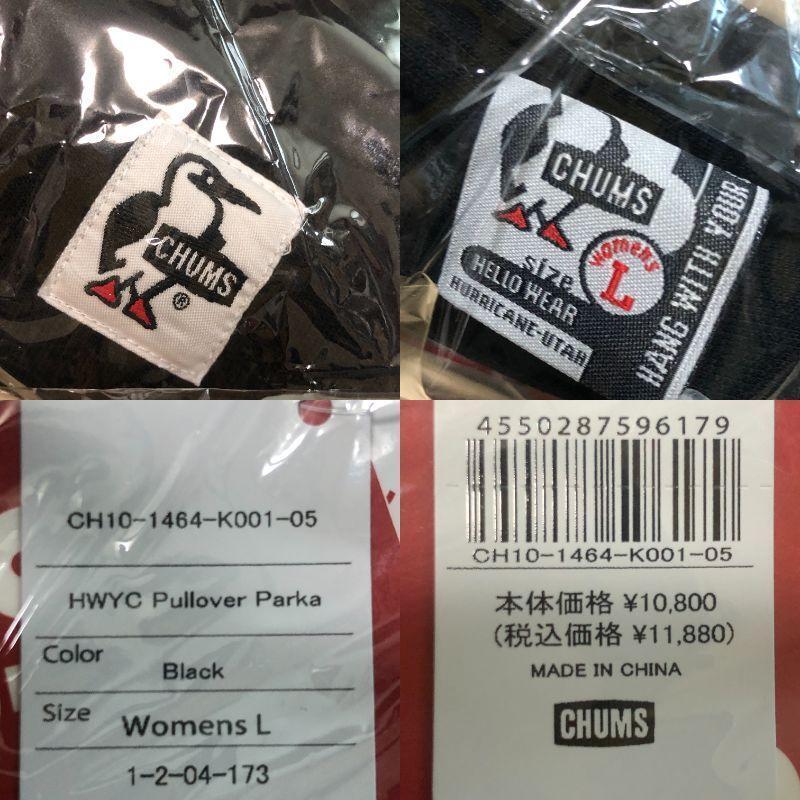 CHUMS
®
CHUMS
size
womens
L
HELLO WEAR
HURRICANE-UTAH
HANG WITH YOUR
CH10-1464-K001-05
HWYC Pullover Parka
Color
Black
Size
Womens L
1-2-04-173
4550287596179
CH10-1464-K001-05
本体価格 ¥10,800
(税込価格 ¥11,880)
MADE IN CHINA
CHUMS